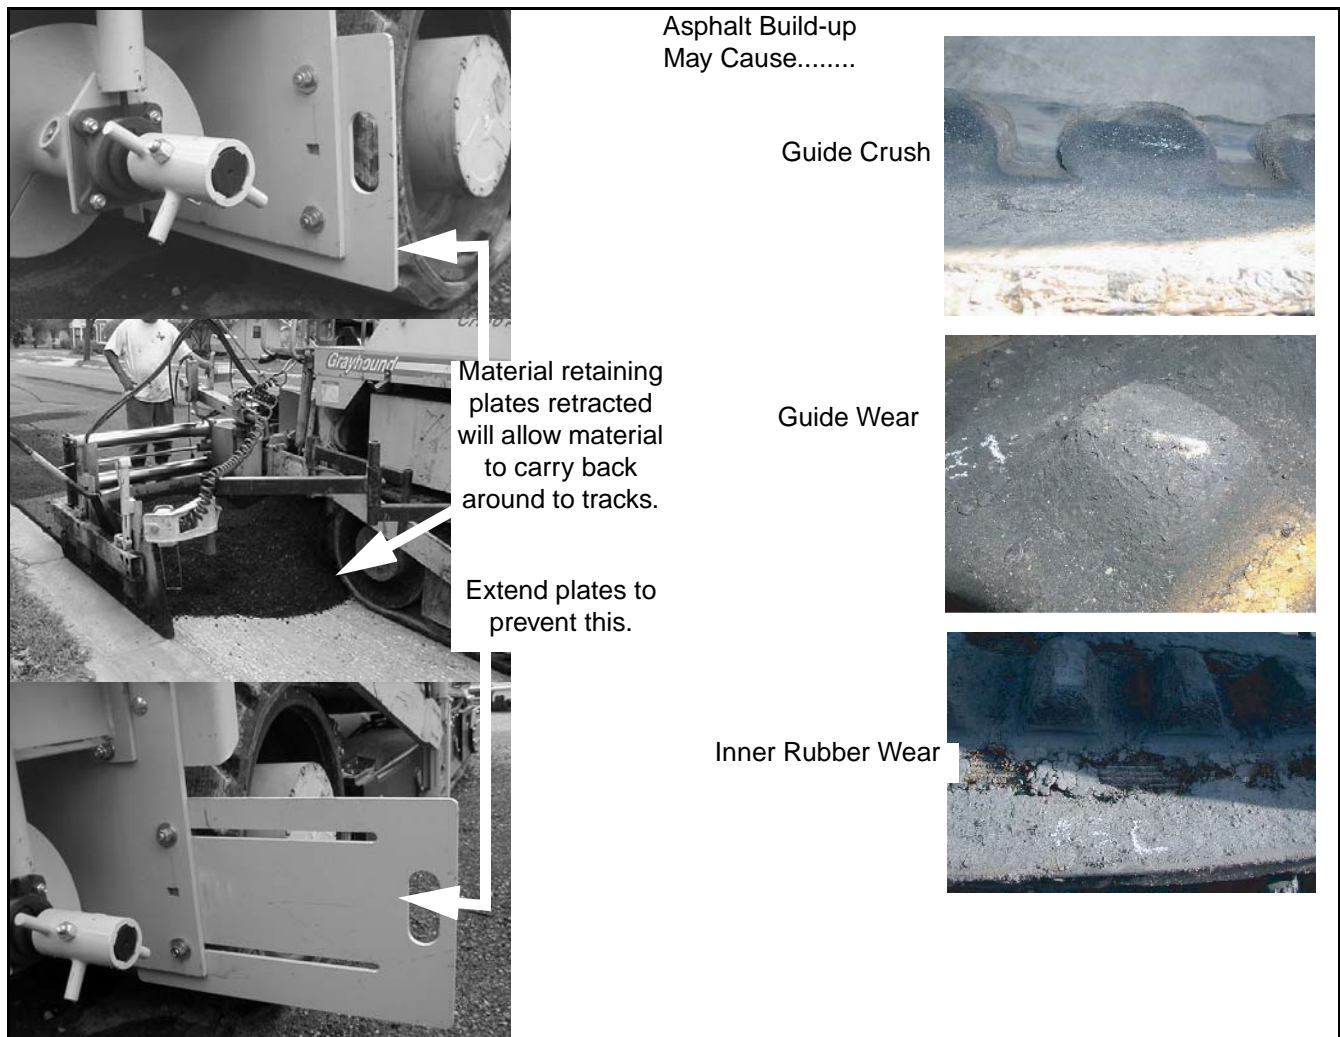 Asphalt Build-up
May Cause........
Guide Crush
Grayhound
Material retaining
plates retracted
will allow material
to carry back
around to tracks.
Guide Wear
Extend plates to
prevent this.
Inner Rubber Wear